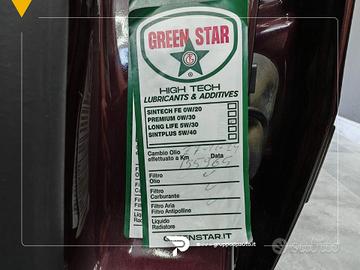 GREEN STAR
HIGH TECH
LUBRICANTS & ADDITIVES
SINTECH FE 0W/20
PREMIUM 0W/30
LONG LIFE 5W/30
SINTPLUS 5W/40
Cambio Olio
effettuato a Km Data
Filtro
Olio
Filtro
Carburante
Filtro Aria
Filtro Antipolline
Liquido
Radiatore
GREENSTAR.IT